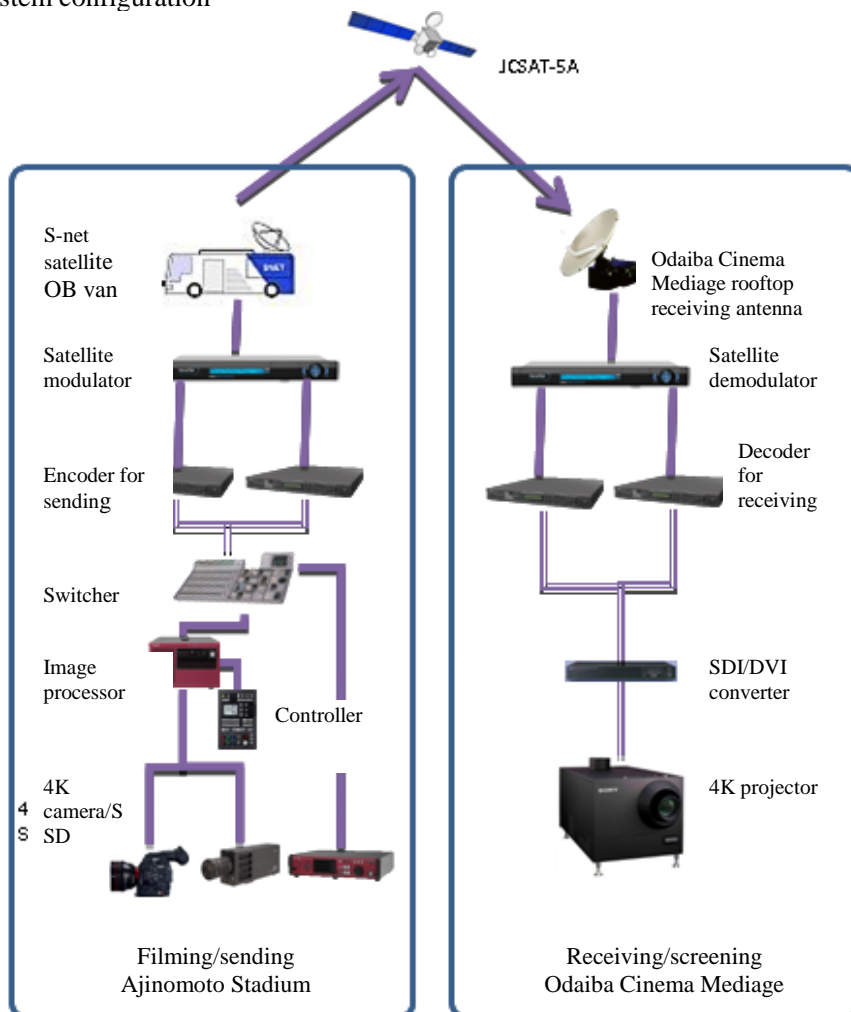 stem configuration
JCSAT-5A
S-net
satellite
OB van
Satellite
modulator
Encoder for
sending
Switcher
Image
processor
Controller
4K
camera/S
SD
4
S
Filming/sending
Ajinomoto Stadium
Odaiba Cinema
Mediage rooftop
receiving antenna
Satellite
demodulator
Decoder
for
receiving
SDI/DVI
converter
4K projector
SONY
Receiving/screening
Odaiba Cinema Mediage